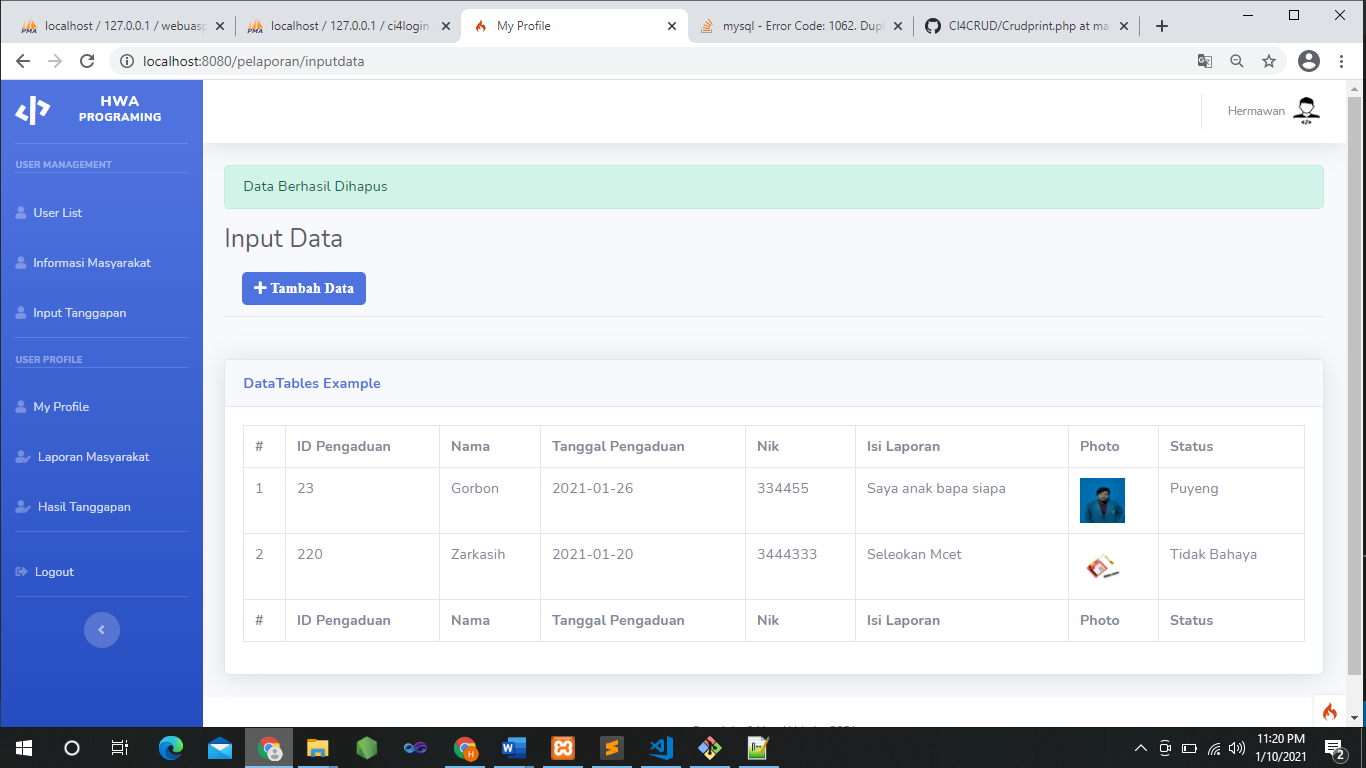 localhost / 127.0.0.1 / webuasp
localhost / 127.0.0.1 / ci4login
My Profile
mysql - Error Code: 1062. Dupl
CI4CRUD/Crudprint.php at ma
localhost:8080/pelaporan/inputdata
HWA
PROGRAMING
Hermawan
USER MANAGEMENT
User List
Informasi Masyarakat
Input Tanggapan
USER PROFILE
My Profile
Laporan Masyarakat
Hasil Tanggapan
Logout
Data Berhasil Dihapus
Input Data
Tambah Data
DataTables Example
# ID Pengaduan Nama Tanggal Pengaduan Nik Isi Laporan Photo Status
1 23 Gorbon 2021-01-26 334455 Saya anak bapa siapa Puyeng
2 220 Zarkasih 2021-01-20 3444333 Seleokan Mcet Tidak Bahaya
# ID Pengaduan Nama Tanggal Pengaduan Nik Isi Laporan Photo Status
11:20 PM
1/10/2021
2